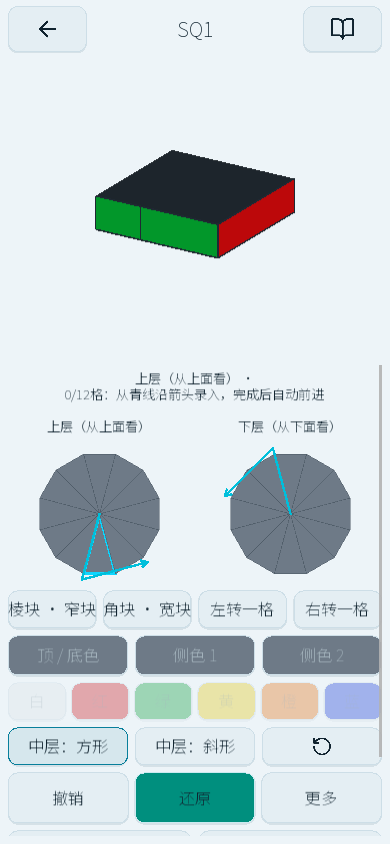 SQ1
上层（从上面看） ·
0/12格：从青线沿箭头录入，完成后自动前进
上层（从上面看）
下层（从下面看）
棱块 · 窄块
角块 · 宽块
左转一格
右转一格
顶 / 底色
侧色 1
侧色 2
白
绿
黄
橙
中层：方形
中层：斜形
撤销
还原
更多